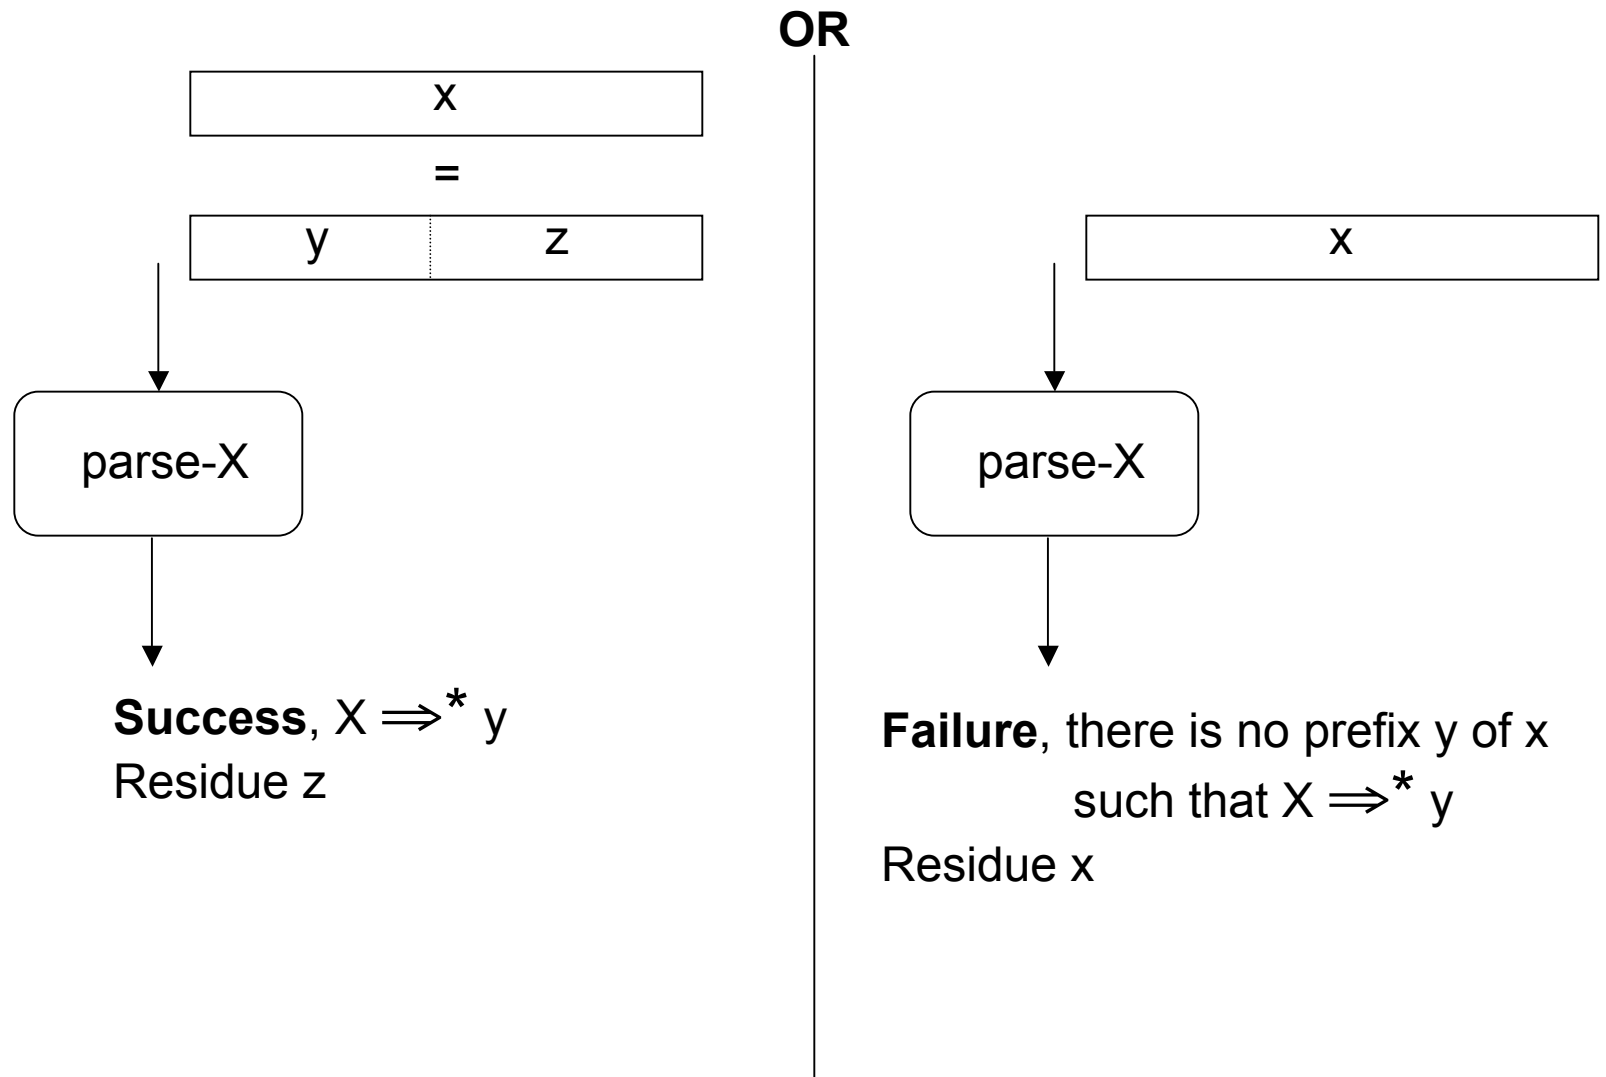 OR
x
=
y z
parse-X
Success, X ⇒* y
Residue z
x
parse-X
Failure, there is no prefix y of x
such that X ⇒* y
Residue x